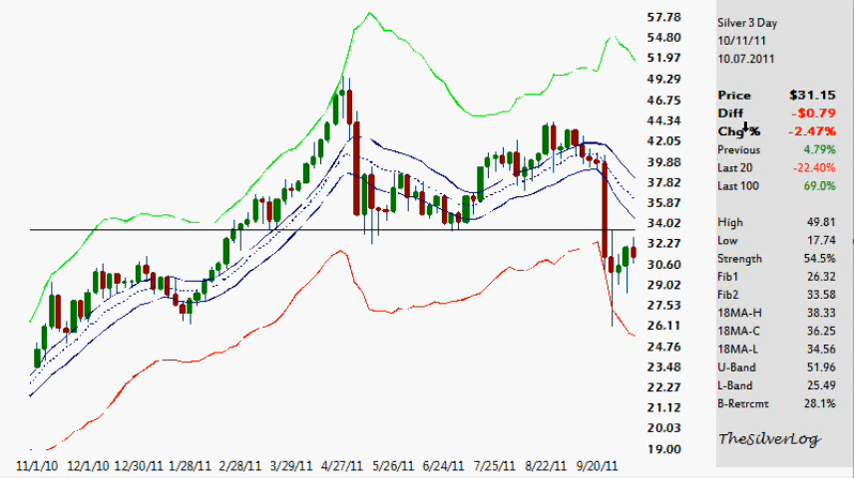 57.78
54.80
51.97
49.29
46.75
44.34
42.05
39.88
37.82
35.87
34.02
32.27
30.60
29.02
27.53
26.11
24.76
23.48
22.27
21.12
20.03
19.00
11/1/10 12/1/10 12/30/11 1/28/11 2/28/11 3/29/11 4/27/11 5/26/11 6/24/11 7/25/11 8/22/11 9/20/11
Silver 3 Day
10/11/11
10.07.2011
Price $31.15
Diff -$0.79
Chg % -2.47%
Previous 4.79%
Last 20 -22.40%
Last 100 69.0%
High 49.81
Low 17.74
Strength 54.5%
Fib1 26.32
Fib2 33.58
18MA-H 38.33
18MA-C 36.25
18MA-L 34.56
U-Band 51.96
L-Band 25.49
B-Retrcmt 28.1%
TheSilverLog